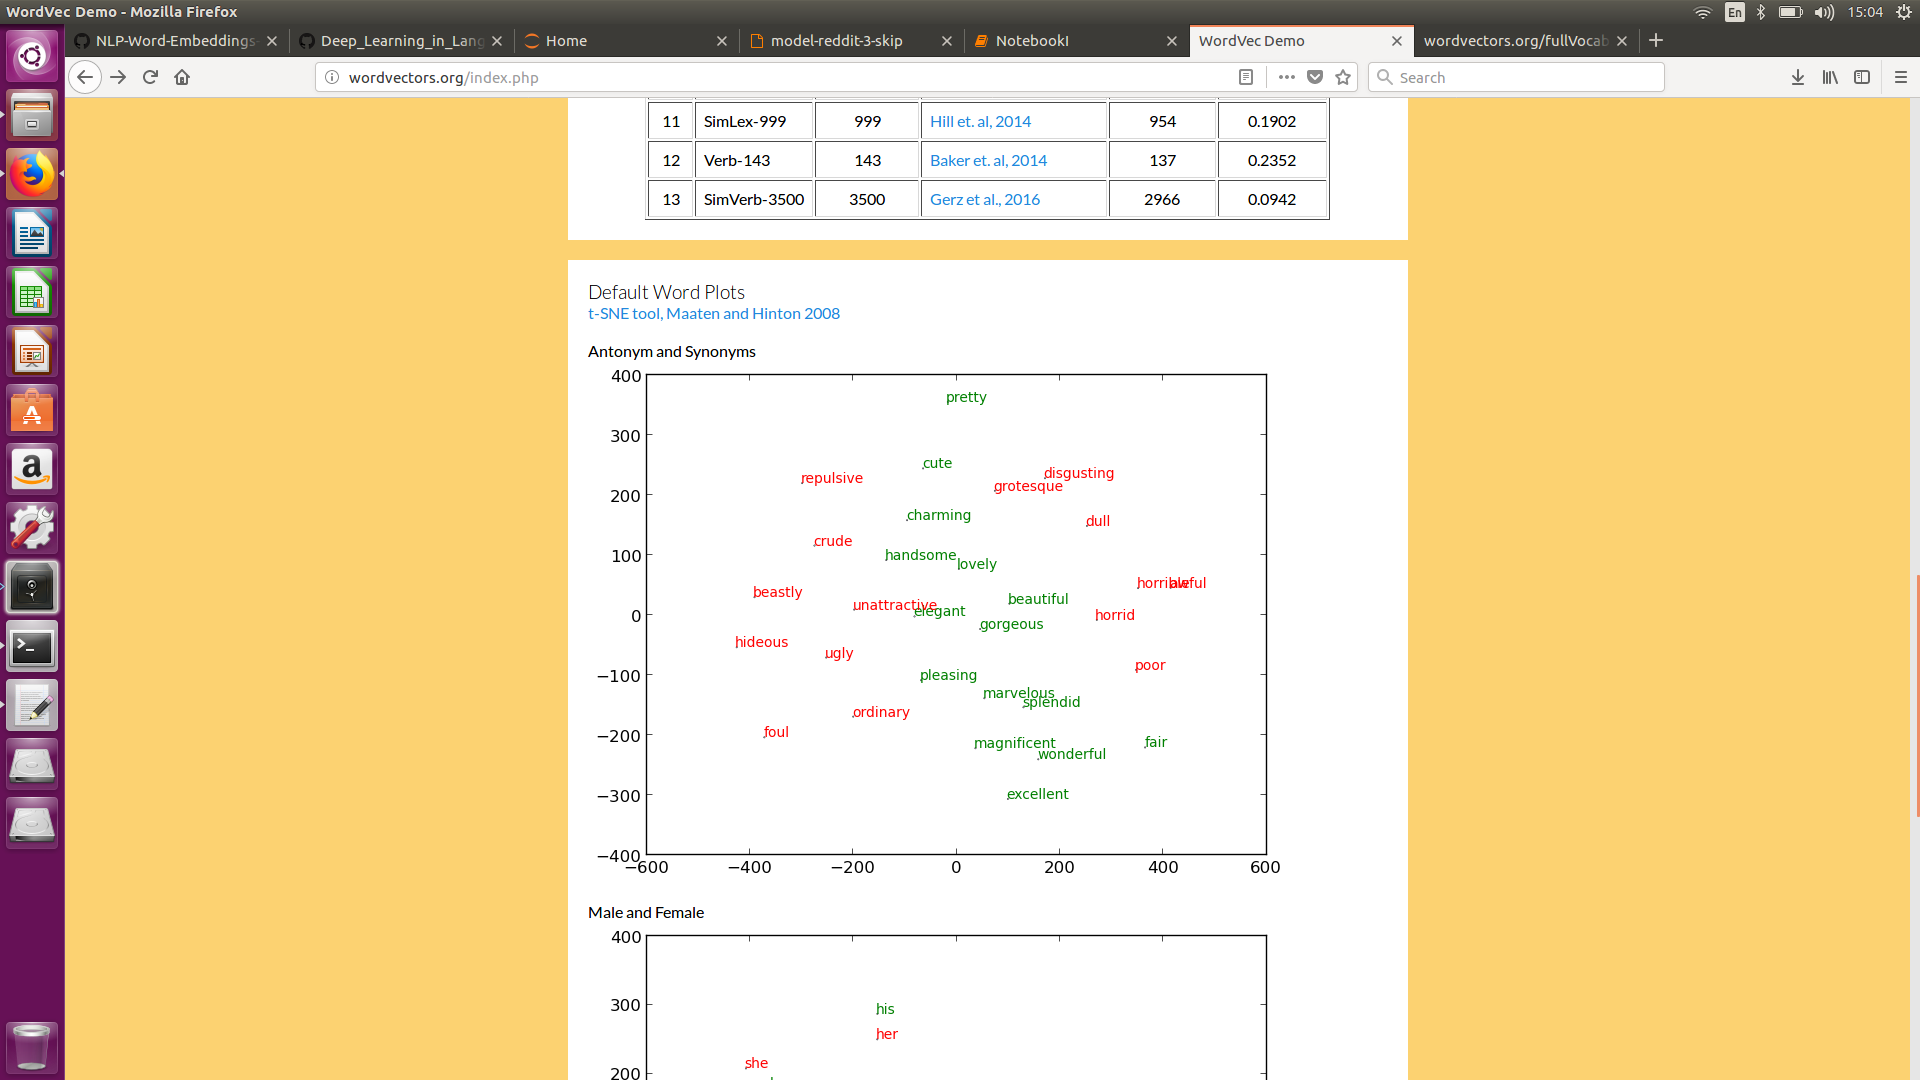 WordVec Demo - Mozilla Firefox
En
15:04
NLP-Word-Embeddings-
Deep_Learning_in_Lang
Home
model-reddit-3-skip
NotebookI
WordVec Demo
wordvectors.org/fullVocab
wordvectors.org/index.php
Search
11 SimLex-999 999 Hill et. al, 2014 954 0.1902
12 Verb-143 143 Baker et. al, 2014 137 0.2352
13 SimVerb-3500 3500 Gerz et al., 2016 2966 0.0942
Default Word Plots
t-SNE tool, Maaten and Hinton 2008
Antonym and Synonyms
400
pretty
300
cute
disgusting
repulsive
grotesque
200
charming
dull
crude
100
handsome
lovely
horrible
awful
beastly
beautiful
unattractive
elegant
0
horrid
gorgeous
hideous
ugly
poor
−100
pleasing
marvelous
splendid
ordinary
foul
−200
magnificent
fair
wonderful
−300
excellent
−400
−600 −400 −200 0 200 400 600
Male and Female
400
300
his
her
she
200